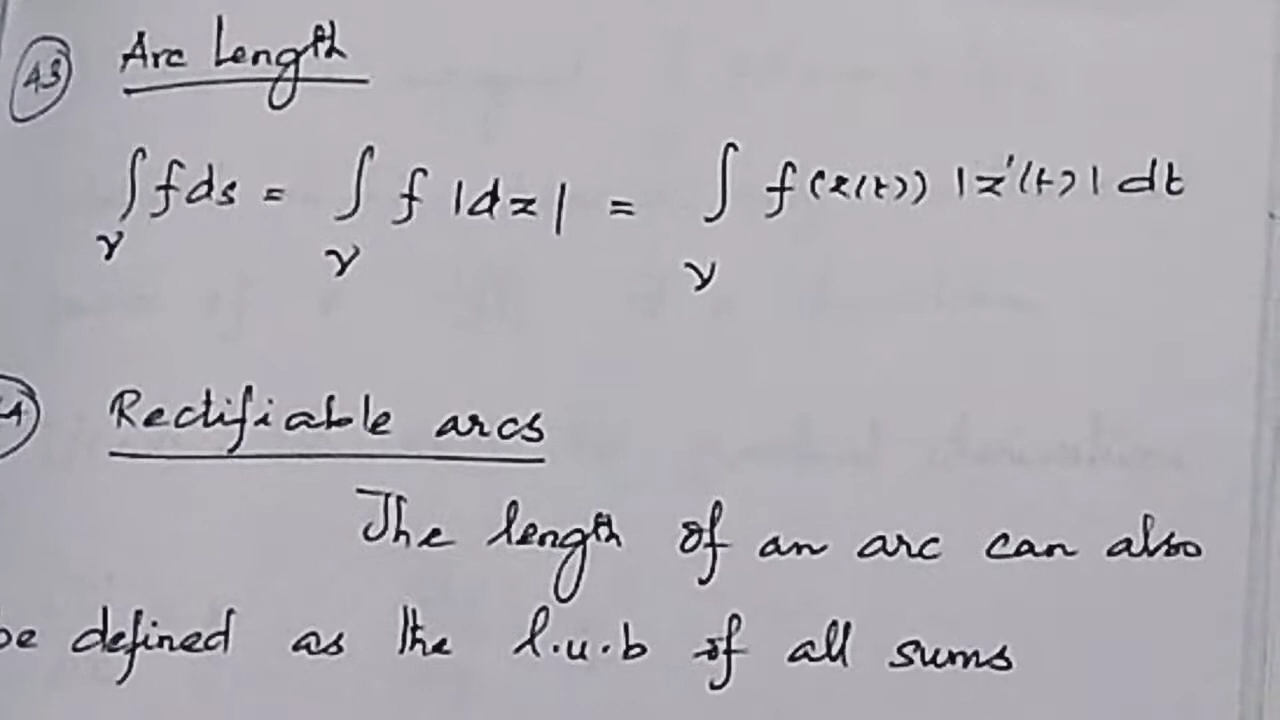 43 Arc Length
∫γ f ds = ∫γ f |dz| = ∫γ f(z(t)) |z'(t)| dt
Rectifiable arcs
The length of an arc can also
be defined as the l.u.b of all sums